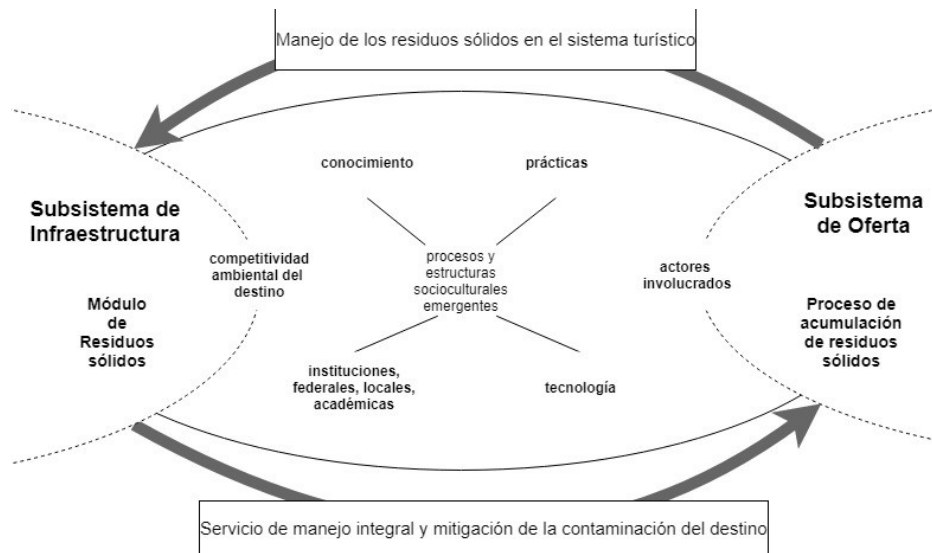 Manejo de los residuos sólidos en el sistema turístico
conocimiento
prácticas
Subsistema de
Infraestructura
Subsistema
de Oferta
competitividad
ambiental del
destino
procesos y
estructuras
socioculturales
emergentes
actores
involucrados
Módulo
de
Residuos
sólidos
Proceso de
acumulación
de residuos
sólidos
instituciones,
federales, locales,
académicas
tecnología
Servicio de manejo integral y mitigación de la contaminación del destino